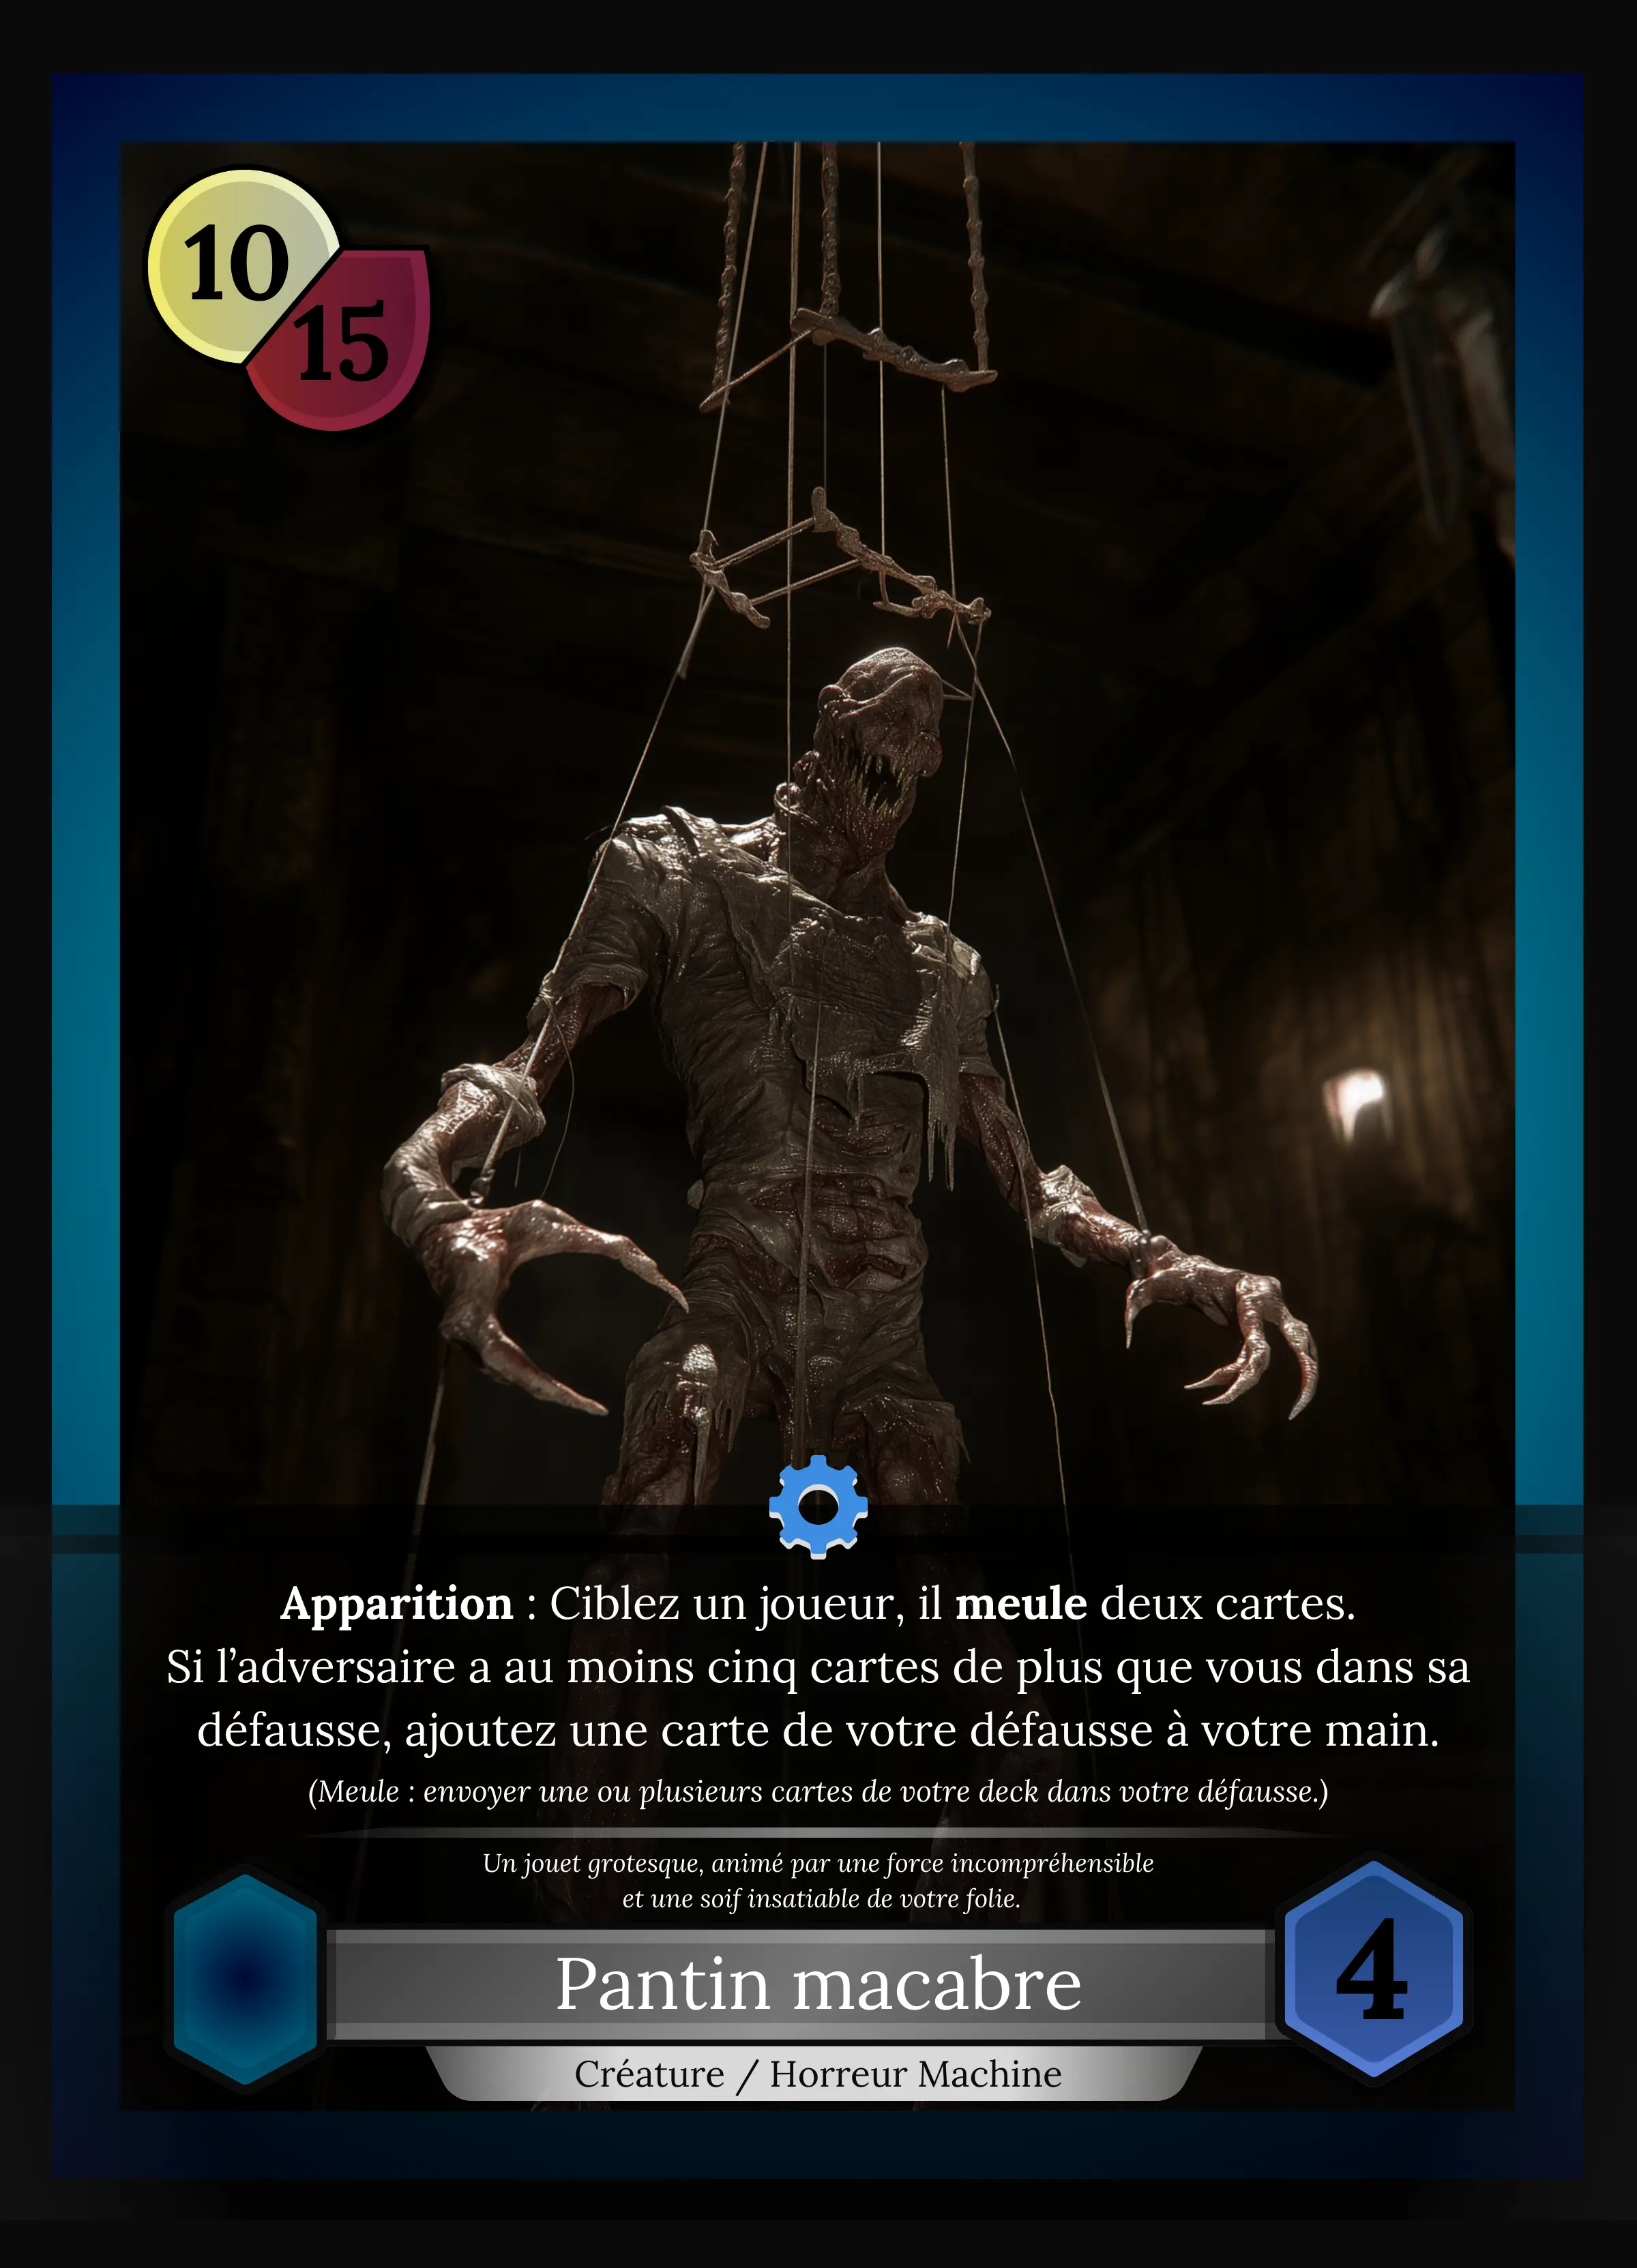 10
15
Apparition : Ciblez un joueur, il meule deux cartes.
Si l’adversaire a au moins cinq cartes de plus que vous dans sa
défausse, ajoutez une carte de votre défausse à votre main.
(Meule : envoyer une ou plusieurs cartes de votre deck dans votre défausse.)
Un jouet grotesque, animé par une force incompréhensible
et une soif insatiable de votre folie.
Pantin macabre
4
Créature / Horreur Machine